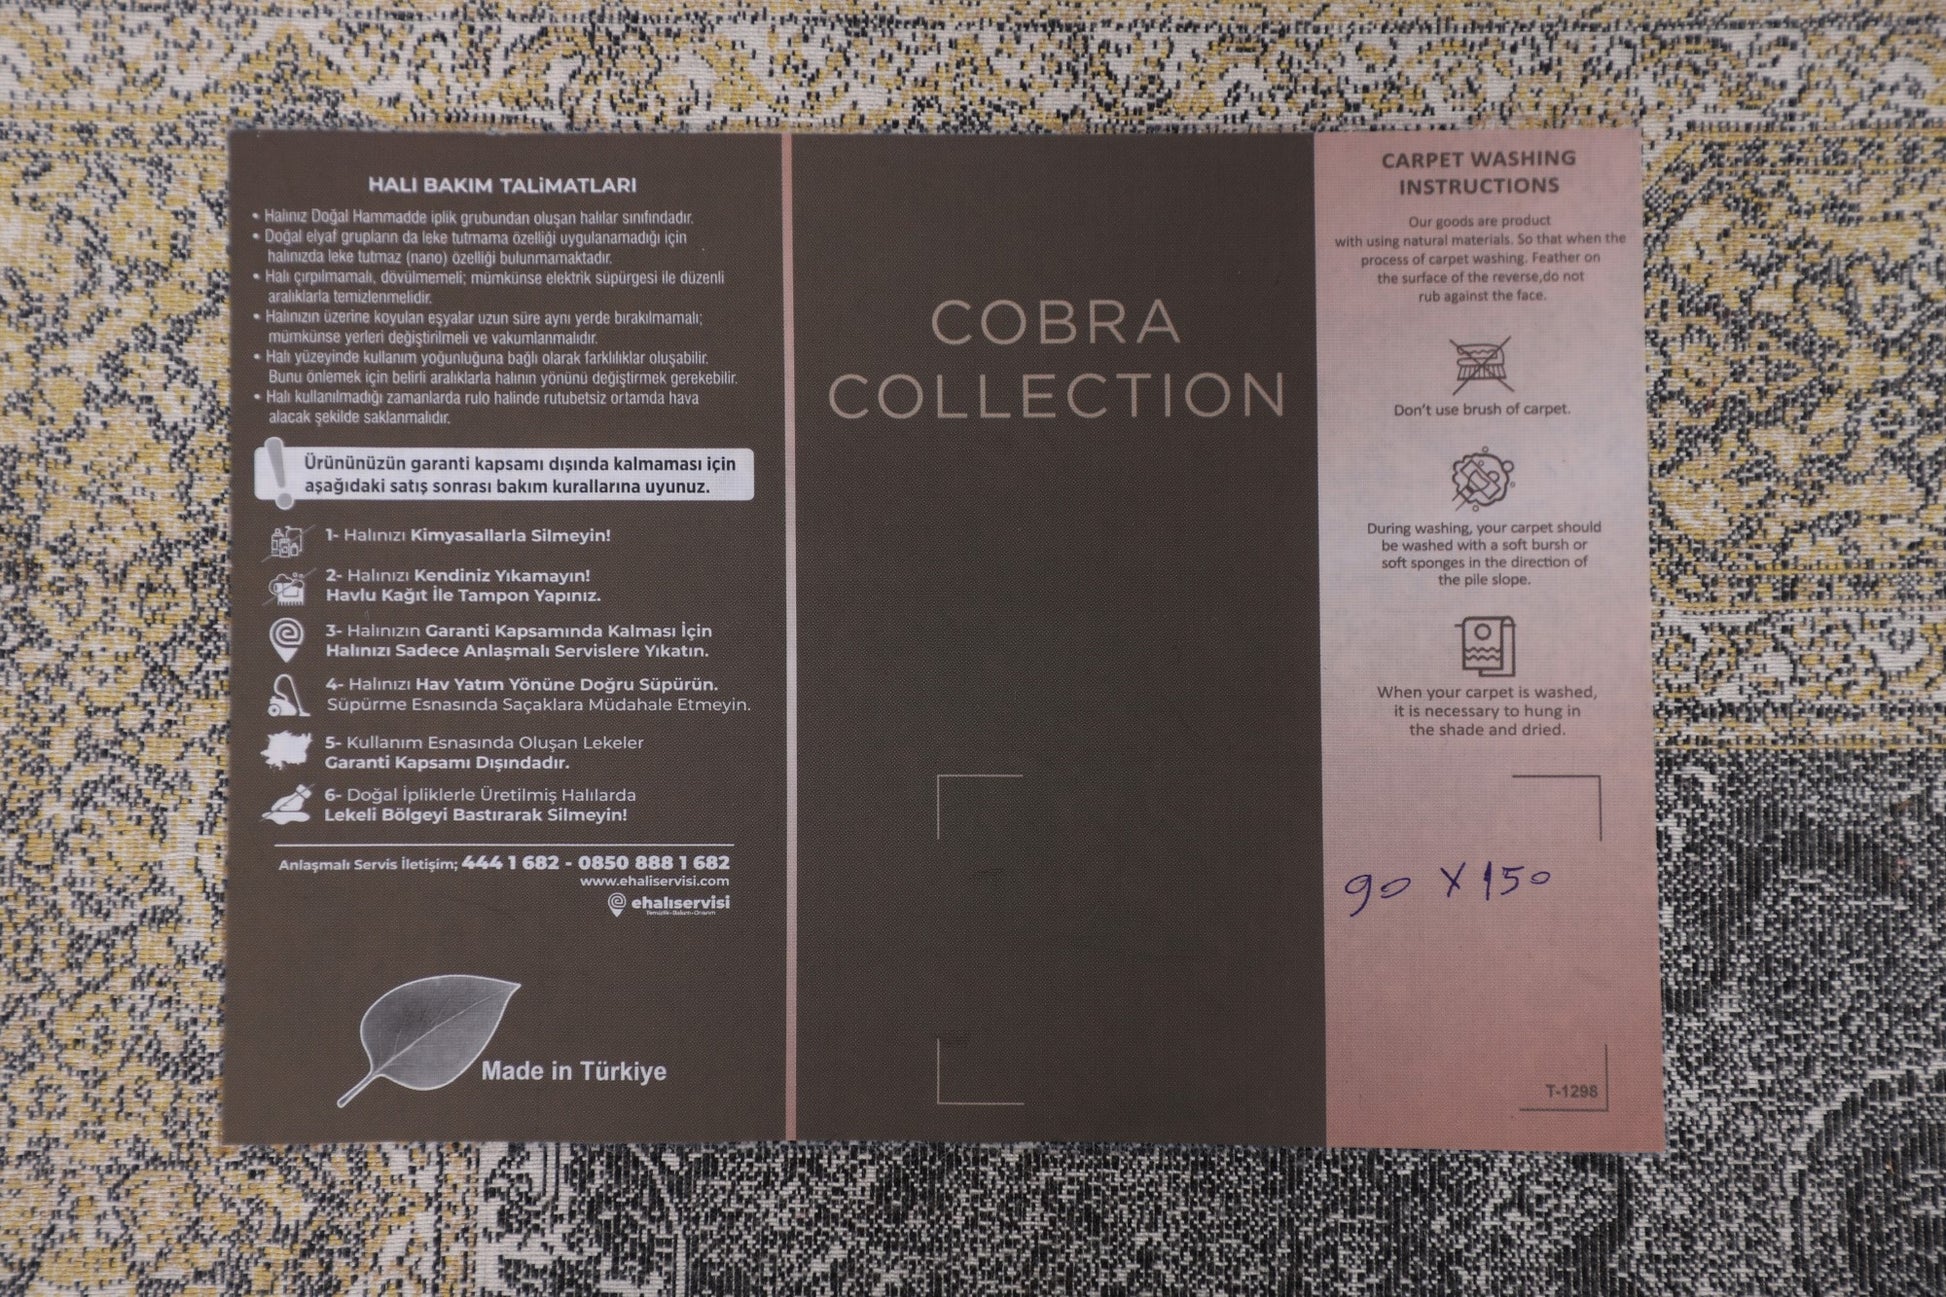 HALI BAKIM TALİMATLARI
• Halınız Doğal Hammadde iplik grubundan oluşan halılar sınıfındadır.
• Doğal elyaf grupların da leke tutmama özelliği uygulanamadığı için
halınızda leke tutmaz (nano) özelliği bulunmamaktadır.
• Halı çırpılmamalı, dövülmemeli; mümkünse elektrik süpürgesi ile düzenli
aralıklarla temizlenmelidir.
• Halınızın üzerine koyulan eşyalar uzun süre aynı yerde bırakılmamalı;
mümkünse yerleri değiştirilmeli ve vakumlanmalıdır.
• Halı yüzeyinde kullanım yoğunluğuna bağlı olarak farklılıklar oluşabilir.
Bunu önlemek için belirli aralıklarla halının yönünü değiştirmek gerekebilir.
• Halı kullanılmadığı zamanlarda rulo halinde rutubetsiz ortamda hava
alacak şekilde saklanmalıdır.
Ürününüzün garanti kapsamı dışında kalmaması için
aşağıdaki satış sonrası bakım kurallarına uyunuz.
1- Halınızı Kimyasallarla Silmeyin!
2- Halınızı Kendiniz Yıkamayın!
Havlu Kağıt İle Tampon Yapınız.
3- Halınızın Garanti Kapsamında Kalması İçin
Halınızı Sadece Anlaşmalı Servislere Yıkatın.
4- Halınızı Hav Yatım Yönüne Doğru Süpürün.
Süpürme Esnasında Saçaklara Müdahale Etmeyin.
5- Kullanım Esnasında Oluşan Lekeler
Garanti Kapsamı Dışındadır.
6- Doğal İpliklerle Üretilmiş Halılarda
Lekeli Bölgeyi Bastırarak Silmeyin!
Anlaşmalı Servis İletişim; 444 1 682 - 0850 888 1 682
www.ehaliservisi.com
ehalıservisi
Temizlik-Bakım-Onarım
Made in Türkiye
COBRA
COLLECTION
CARPET WASHING
INSTRUCTIONS
Our goods are product
with using natural materials. So that when the
process of carpet washing. Feather on
the surface of the reverse,do not
rub against the face.
Don't use brush of carpet.
During washing, your carpet should
be washed with a soft bursh or
soft sponges in the direction of
the pile slope.
When your carpet is washed,
it is necessary to hung in
the shade and dried.
90 X 150
T-1298